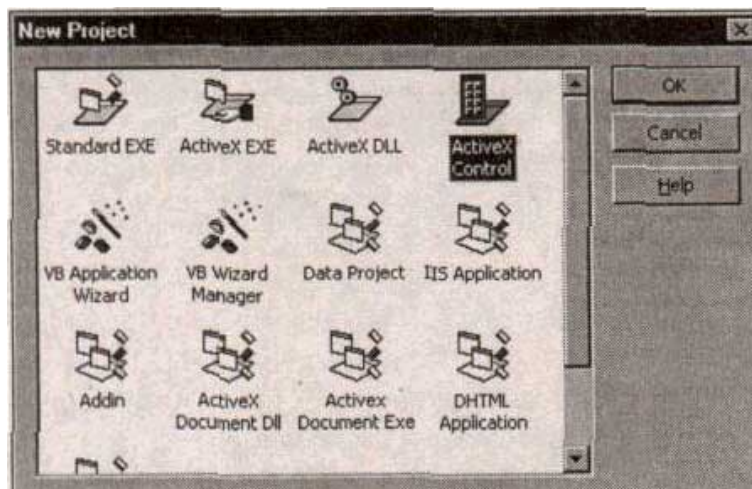 New Project
OK
Cancel
Help
Standard EXE
ActiveX EXE
ActiveX DLL
ActiveX
Control
VB Application
Wizard
VB Wizard
Manager
Data Project
IIS Application
Addin
ActiveX
Document Dll
Activex
Document Exe
DHTML
Application